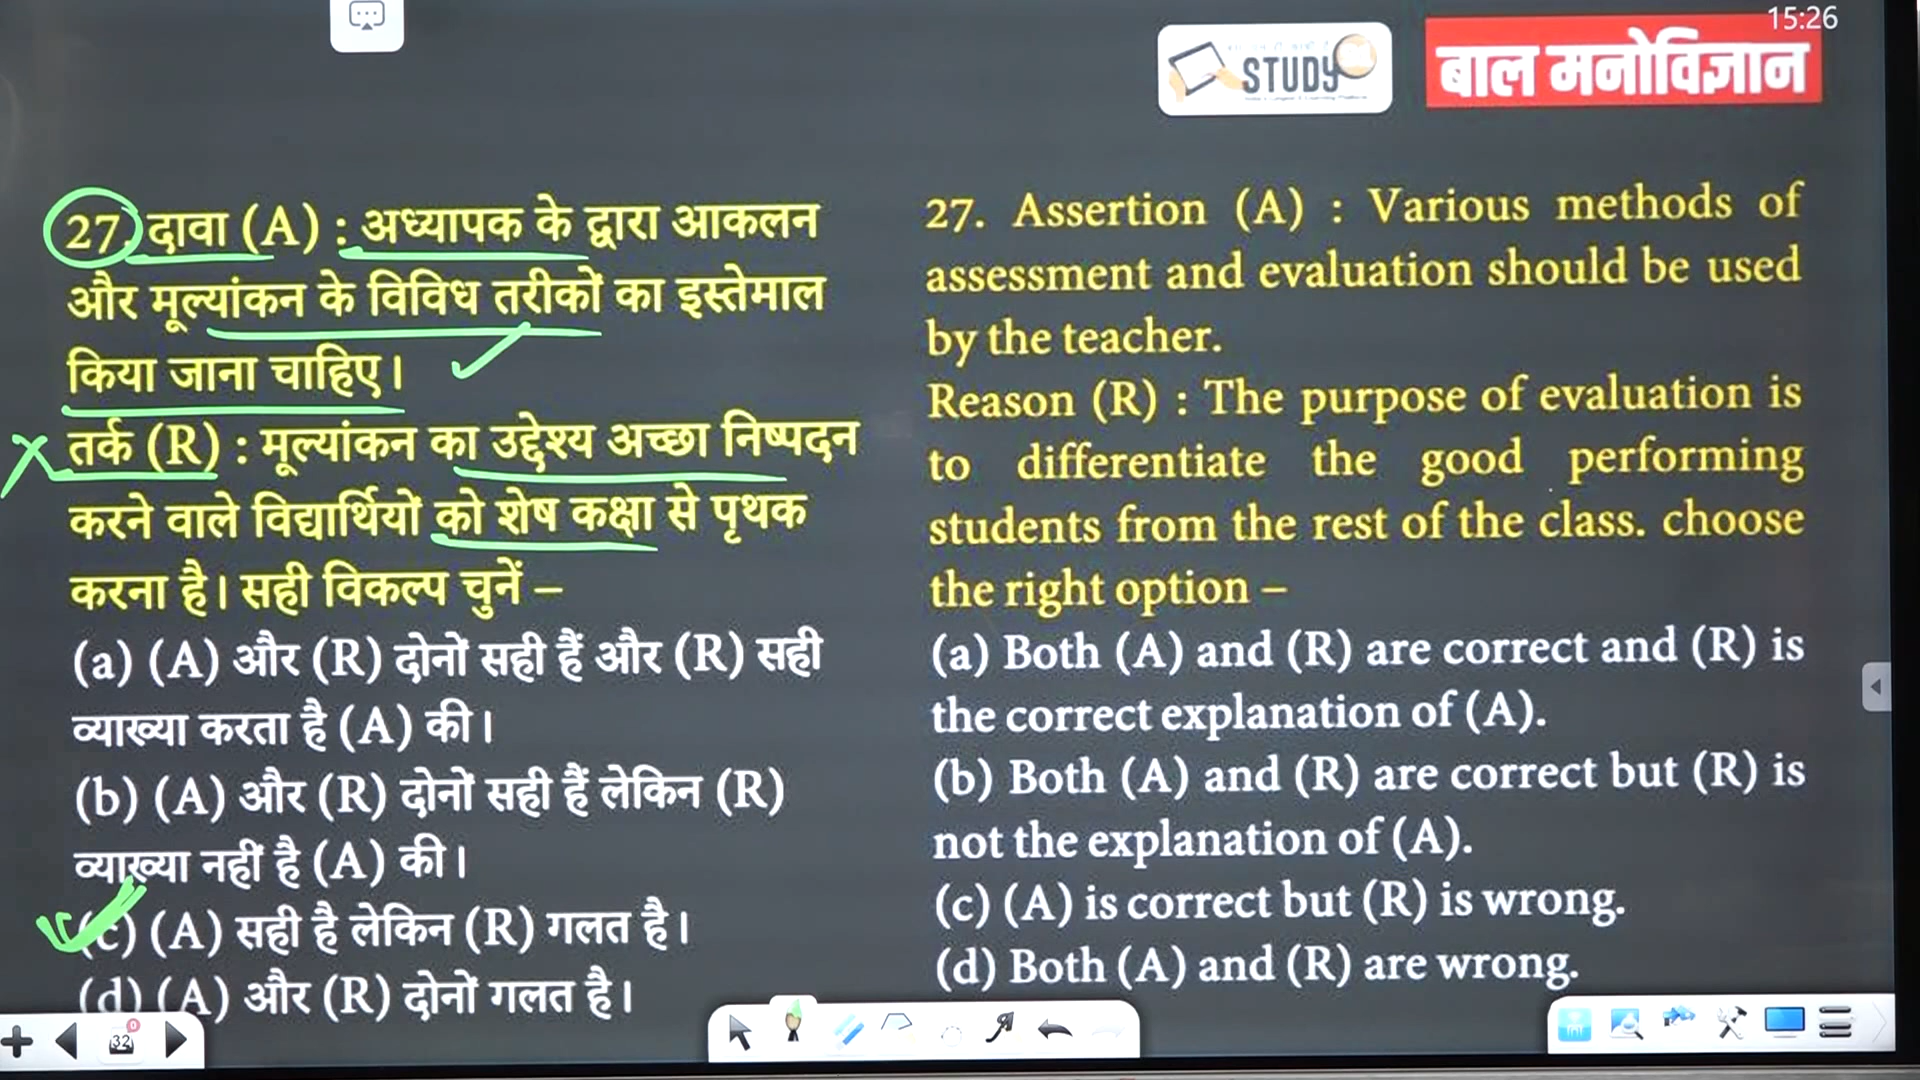 15:26
STUDY
बाल मनोविज्ञान
27. दावा (A) : अध्यापक के द्वारा आकलन
और मूल्यांकन के विविध तरीकों का इस्तेमाल
किया जाना चाहिए।
तर्क (R) : मूल्यांकन का उद्देश्य अच्छा निष्पदन
करने वाले विद्यार्थियों को शेष कक्षा से पृथक
करना है। सही विकल्प चुनें –
(a) (A) और (R) दोनों सही हैं और (R) सही
व्याख्या करता है (A) की।
(b) (A) और (R) दोनों सही हैं लेकिन (R)
व्याख्या नहीं है (A) की।
(c) (A) सही है लेकिन (R) गलत है।
(d) (A) और (R) दोनों गलत है।
27. Assertion (A) : Various methods of
assessment and evaluation should be used
by the teacher.
Reason (R) : The purpose of evaluation is
to differentiate the good performing
students from the rest of the class. choose
the right option –
(a) Both (A) and (R) are correct and (R) is
the correct explanation of (A).
(b) Both (A) and (R) are correct but (R) is
not the explanation of (A).
(c) (A) is correct but (R) is wrong.
(d) Both (A) and (R) are wrong.
32
0